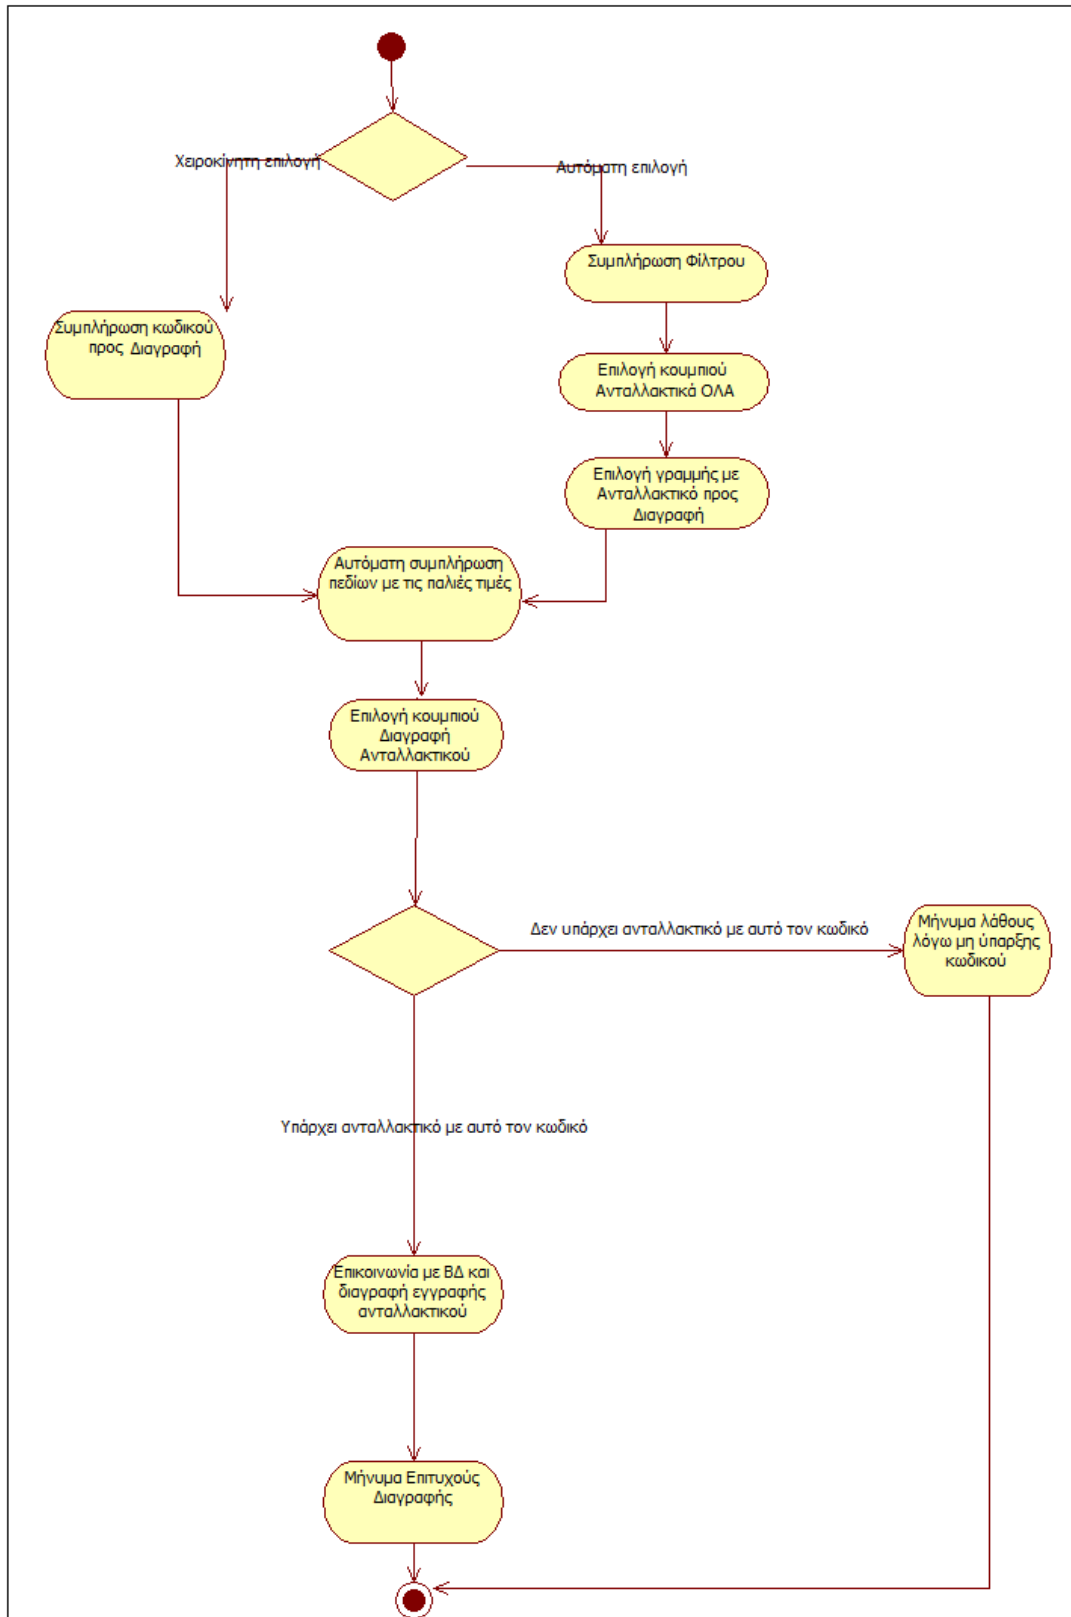 Χειροκίνητη επιλογή
Αυτόματη επιλογή
Συμπλήρωση Φίλτρου
Συμπλήρωση κωδικού
προς Διαγραφή
Επιλογή κουμπιού
Ανταλλακτικά ΟΛΑ
Επιλογή γραμμής με
Ανταλλακτικό προς
Διαγραφή
Αυτόματη συμπλήρωση
πεδίων με τις παλιές τιμές
Επιλογή κουμπιού
Διαγραφή
Ανταλλακτικού
Δεν υπάρχει ανταλλακτικό με αυτό τον κωδικό
Μήνυμα λάθους
λόγω μη ύπαρξης
κωδικού
Υπάρχει ανταλλακτικό με αυτό τον κωδικό
Επικοινωνία με ΒΔ και
διαγραφή εγγραφής
ανταλλακτικού
Μήνυμα Επιτυχούς
Διαγραφής